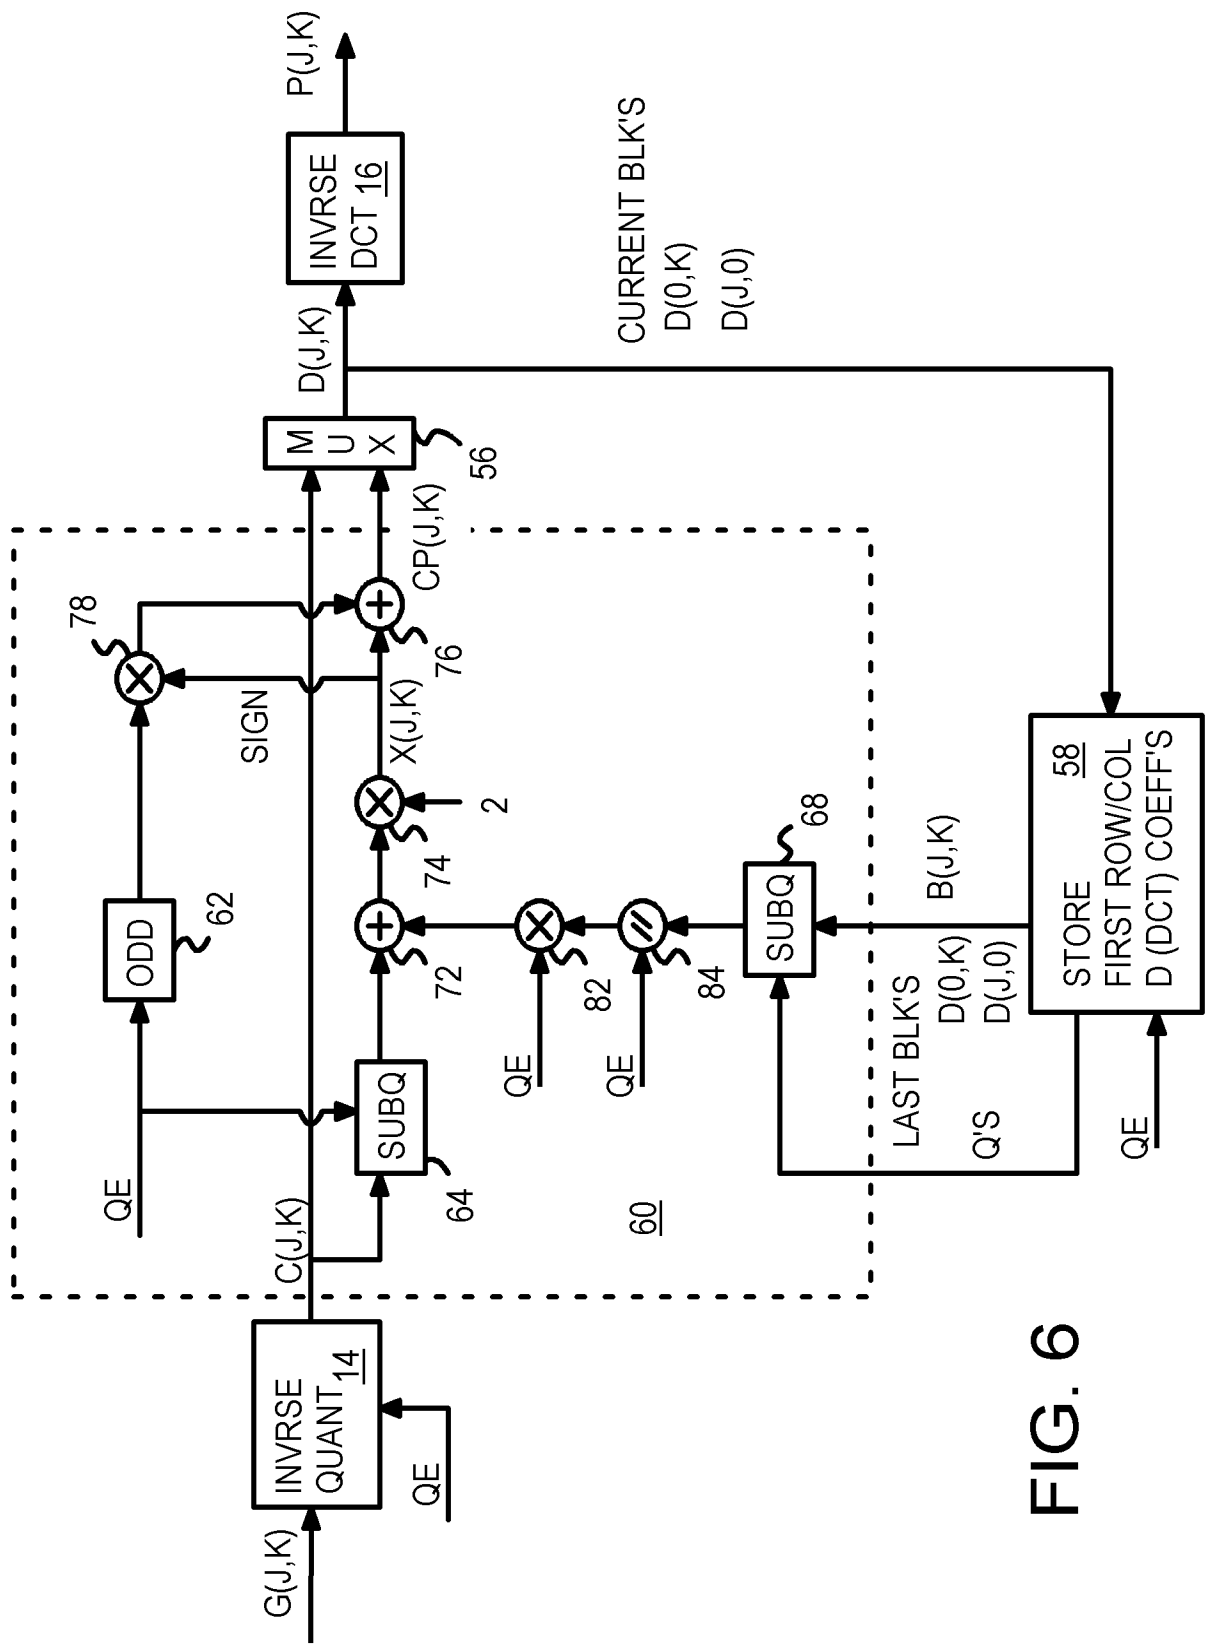 G(J,K)
INVRSE
QUANT 14
QE
C(J,K)
QE
ODD
62
78
SIGN
SUBQ
64
72
74
2
X(J,K)
76
CP(J,K)
M
U
X
56
D(J,K)
INVRSE
DCT 16
P(J,K)
CURRENT BLK'S
D(0,K)
D(J,0)
QE
82
QE
84
SUBQ
68
60
LAST BLK'S
D(0,K)
D(J,0)
B(J,K)
Q'S
QE
STORE 58
FIRST ROW/COL
D (DCT) COEFF'S
FIG. 6